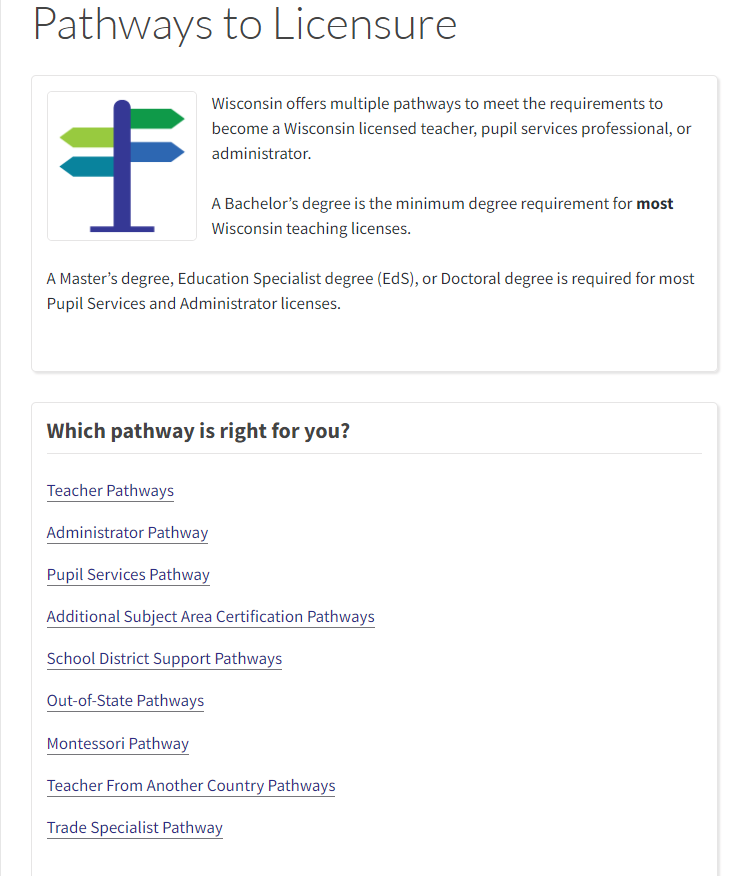 Pathways to Licensure
Wisconsin offers multiple pathways to meet the requirements to
become a Wisconsin licensed teacher, pupil services professional, or
administrator.
A Bachelor’s degree is the minimum degree requirement for most
Wisconsin teaching licenses.
A Master’s degree, Education Specialist degree (EdS), or Doctoral degree is required for most
Pupil Services and Administrator licenses.
Which pathway is right for you?
Teacher Pathways
Administrator Pathway
Pupil Services Pathway
Additional Subject Area Certification Pathways
School District Support Pathways
Out-of-State Pathways
Montessori Pathway
Teacher From Another Country Pathways
Trade Specialist Pathway